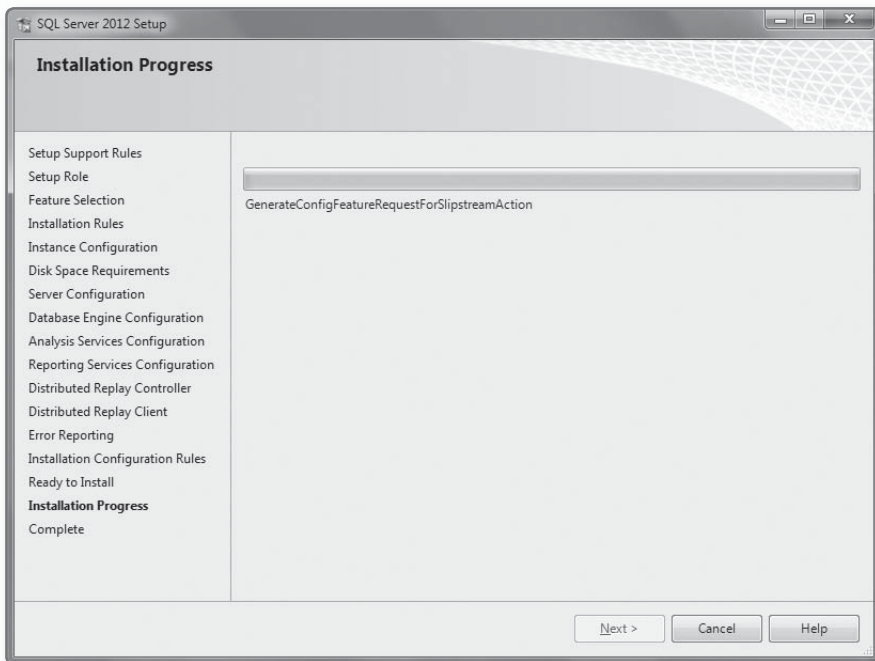 SQL Server 2012 Setup
Installation Progress
Setup Support Rules
Setup Role
Feature Selection
Installation Rules
Instance Configuration
Disk Space Requirements
Server Configuration
Database Engine Configuration
Analysis Services Configuration
Reporting Services Configuration
Distributed Replay Controller
Distributed Replay Client
Error Reporting
Installation Configuration Rules
Ready to Install
Installation Progress
Complete
GenerateConfigFeatureRequestForSlipstreamAction
Next >
Cancel
Help